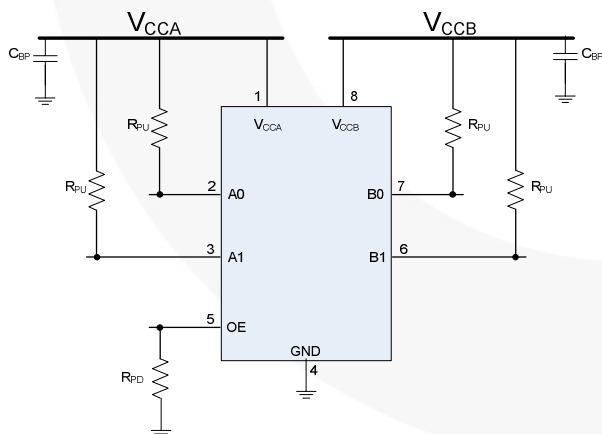 VCCA
VCCB
CBP
CBP
1
8
VCCA
VCCB
RPU
RPU
RPU
RPU
2
A0
B0
7
3
A1
B1
6
5
OE
GND
4
RPD